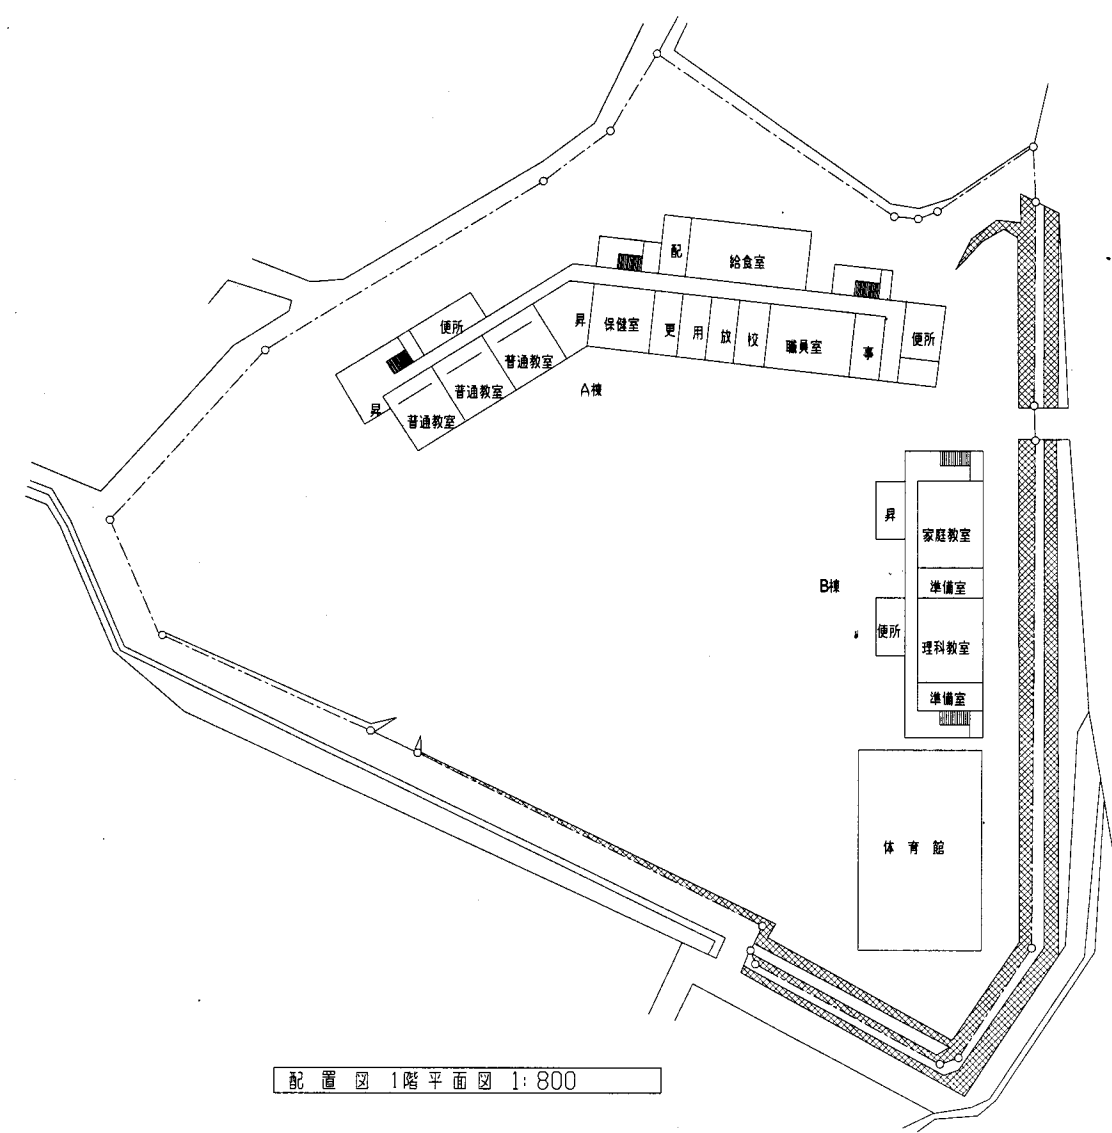 配
給食室
昇
保健室
更
用
放
校
職員室
事
便所
便所
普通教室
普通教室
普通教室
昇
A棟
昇
家庭教室
B棟
準備室
便所
理科教室
準備室
体育館
配置図 1階平面図 1:800